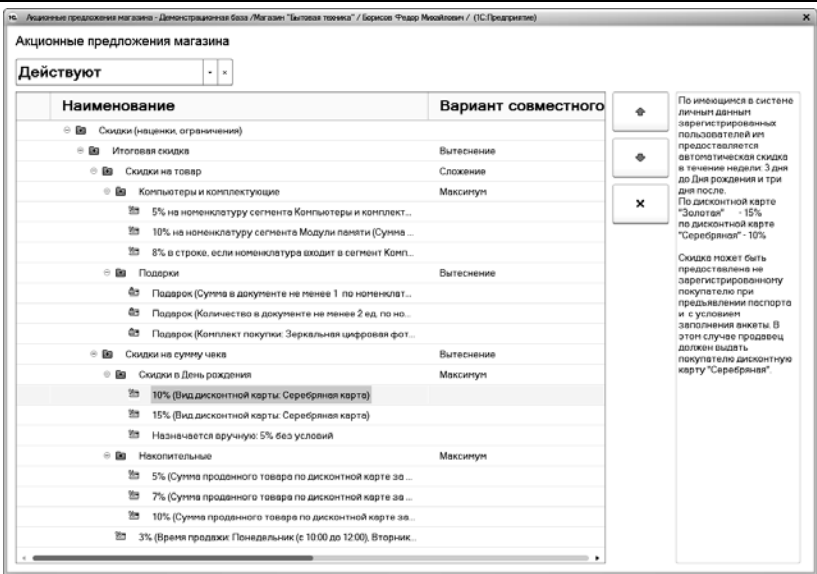 Акционные предложения магазина - Демонстрационная база /Магазин "Бытовая техника" / Борисов Федор Михайлович / (1С:Предприятие)
Акционные предложения магазина
Действуют
Наименование Вариант совместного
Скидки (наценки, ограничения)
Итоговая скидка Вытеснение
Скидки на товар Сложение
Компьютеры и комплектующие Максимум
5% на номенклатуру сегмента Компьютеры и комплект...
10% на номенклатуру сегмента Модули памяти (Сумма ...
8% в строке, если номенклатура входит в сегмент Комп...
Подарки Вытеснение
Подарок (Сумма в документе не менее 1 по номенклат...
Подарок (Количество в документе не менее 2 ед. по но...
Подарок (Комплект покупки: Зеркальная цифровая фот...
Скидки на сумму чека Вытеснение
Скидки в День рождения Максимум
10% (Вид дисконтной карты: Серебряная карта)
15% (Вид дисконтной карты: Серебряная карта)
Назначается вручную: 5% без условий
Накопительные Максимум
5% (Сумма проданного товара по дисконтной карте за ...
7% (Сумма проданного товара по дисконтной карте за ...
10% (Сумма проданного товара по дисконтной карте за...
3% (Время продажи: Понедельник (с 10:00 до 12:00), Вторник...
По имеющимся в системе
личным данным
зарегистрированных
пользователей им
предоставляется
автоматическая скидка
в течение недели: 3 дня
до Дня рождения и три
дня после.
По дисконтной карте
"Золотая" - 15%
по дисконтной карте
"Серебряная" - 10%
Скидка может быть
предоставлена не
зарегистрированному
покупателю при
предъявлении паспорта
и с условием
заполнения анкеты. В
этом случае продавец
должен выдать
покупателю дисконтную
карту "Серебряная".